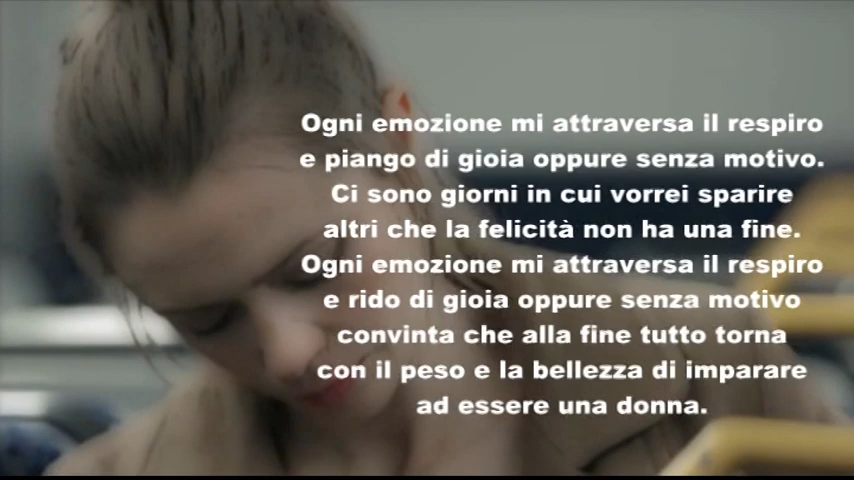 Ogni emozione mi attraversa il respiro
e piango di gioia oppure senza motivo.
Ci sono giorni in cui vorrei sparire
altri che la felicità non ha una fine.
Ogni emozione mi attraversa il respiro
e rido di gioia oppure senza motivo
convinta che alla fine tutto torna
con il peso e la bellezza di imparare
ad essere una donna.